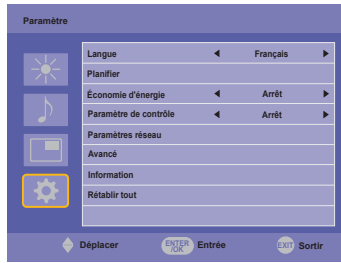 Paramètre
Langue Français
Planifier
Économie d'énergie Arrêt
Paramètre de contrôle Arrêt
Paramètres réseau
Avancé
Information
Rétablir tout
Déplacer ENTER /OK Entrée EXIT Sortir